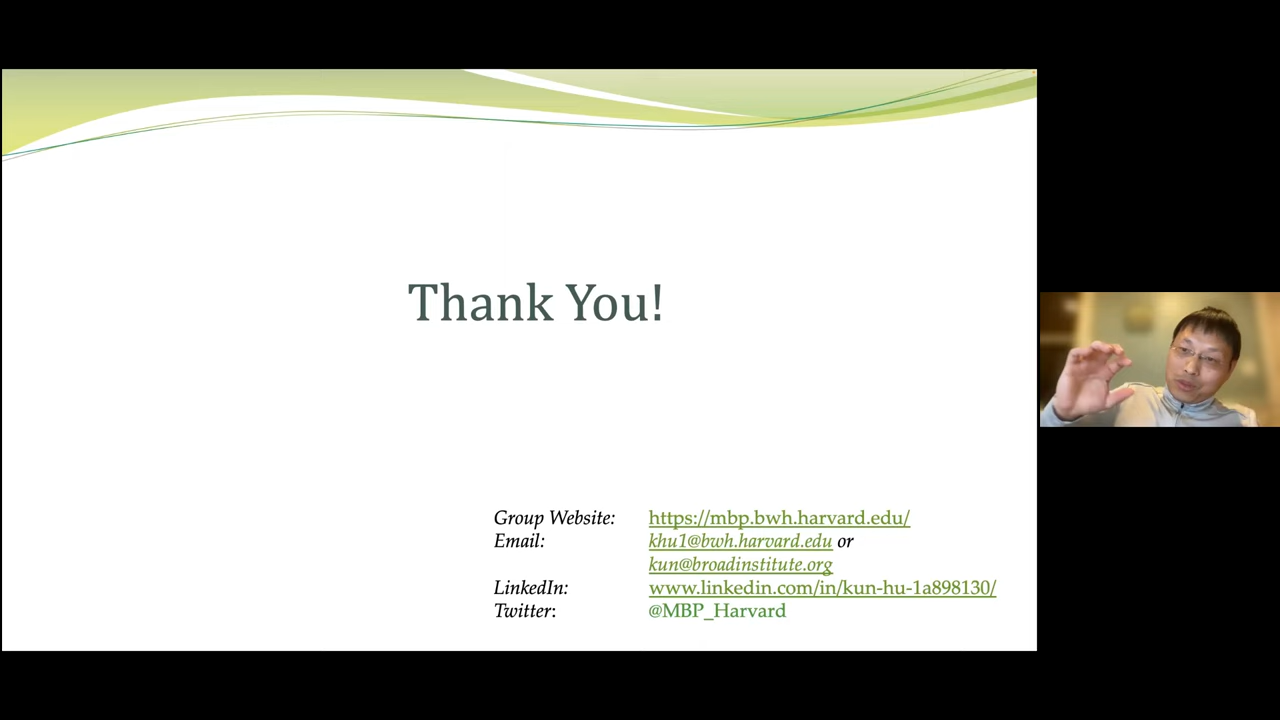 Thank You!
Group Website: https://mbp.bwh.harvard.edu/
Email: khu1@bwh.harvard.edu or
kun@broadinstitute.org
LinkedIn: www.linkedin.com/in/kun-hu-1a898130/
Twitter: @MBP_Harvard